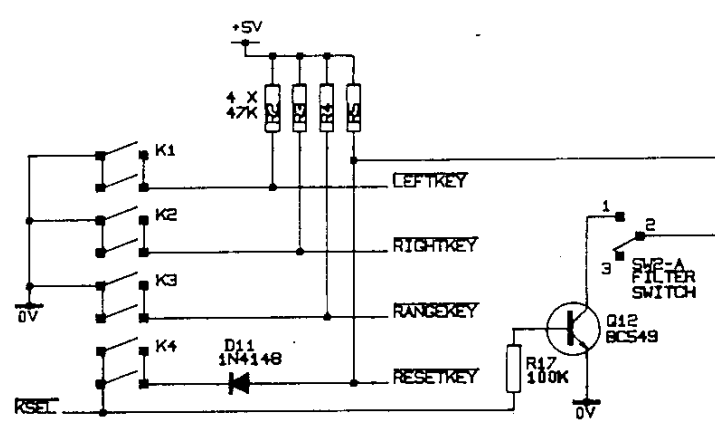 +5V
4 X
47K
R2
R3
R4
R5
K1
LEFTKEY
K2
RIGHTKEY
1
2
3
SW2-A
FILTER
SWITCH
K3
RANGEKEY
0V
K4
D11
1N4148
RESETKEY
Q12
BC549
R17
100K
KSEL
0V